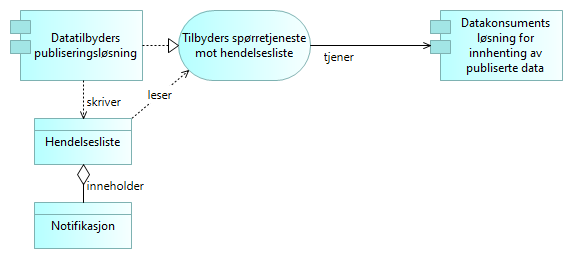 Datatilbyders
publiseringsløsning
Tilbyders spørretjeneste
mot hendelsesliste
tjener
Datakonsuments
løsning for
innhenting av
publiserte data
skriver
leser
Hendelsesliste
inneholder
Notifikasjon